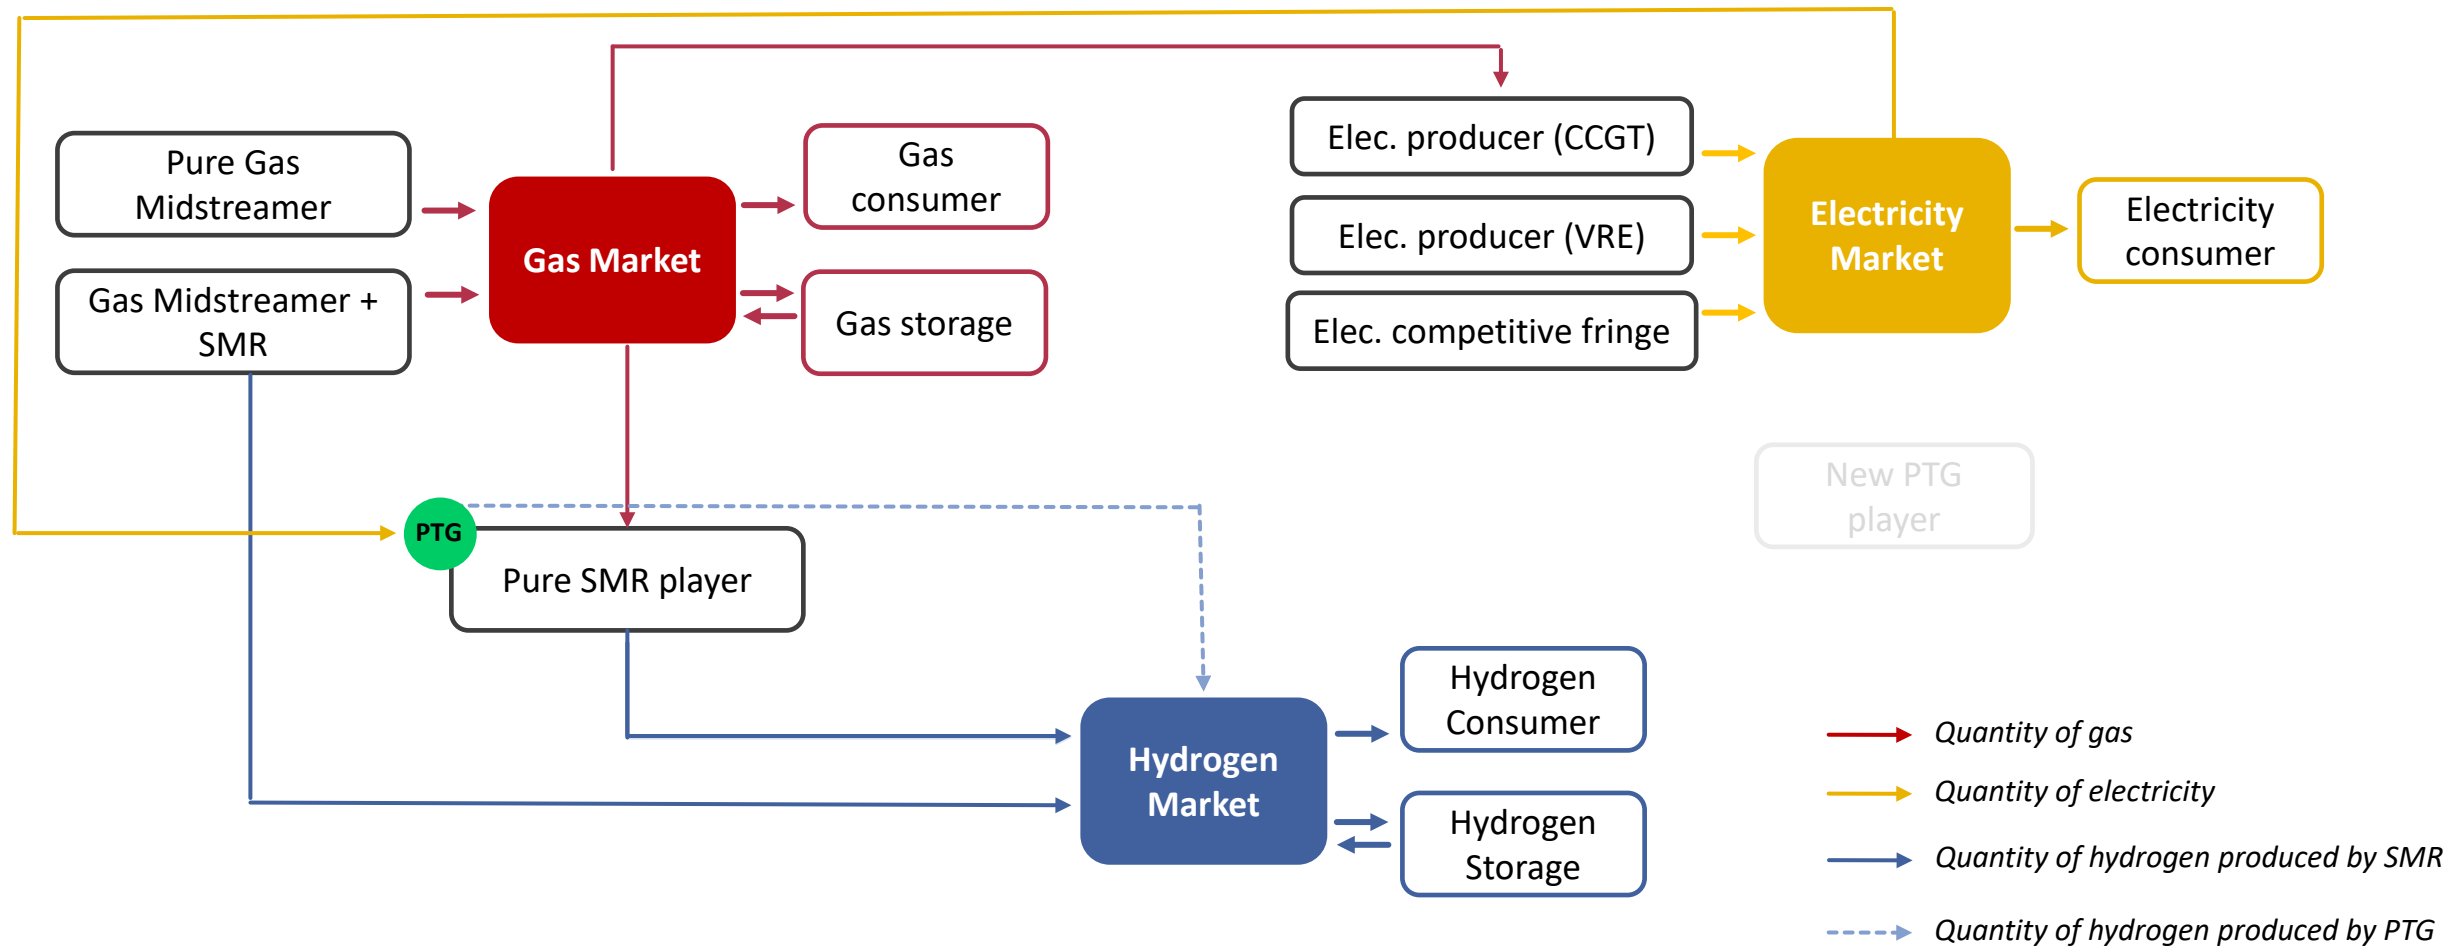 Pure Gas
Midstreamer
Gas Midstreamer +
SMR
Gas Market
Gas
consumer
Gas storage
Elec. producer (CCGT)
Elec. producer (VRE)
Elec. competitive fringe
Electricity
Market
Electricity
consumer
New PTG
player
PTG
Pure SMR player
Hydrogen
Market
Hydrogen
Consumer
Hydrogen
Storage
Quantity of gas
Quantity of electricity
Quantity of hydrogen produced by SMR
Quantity of hydrogen produced by PTG